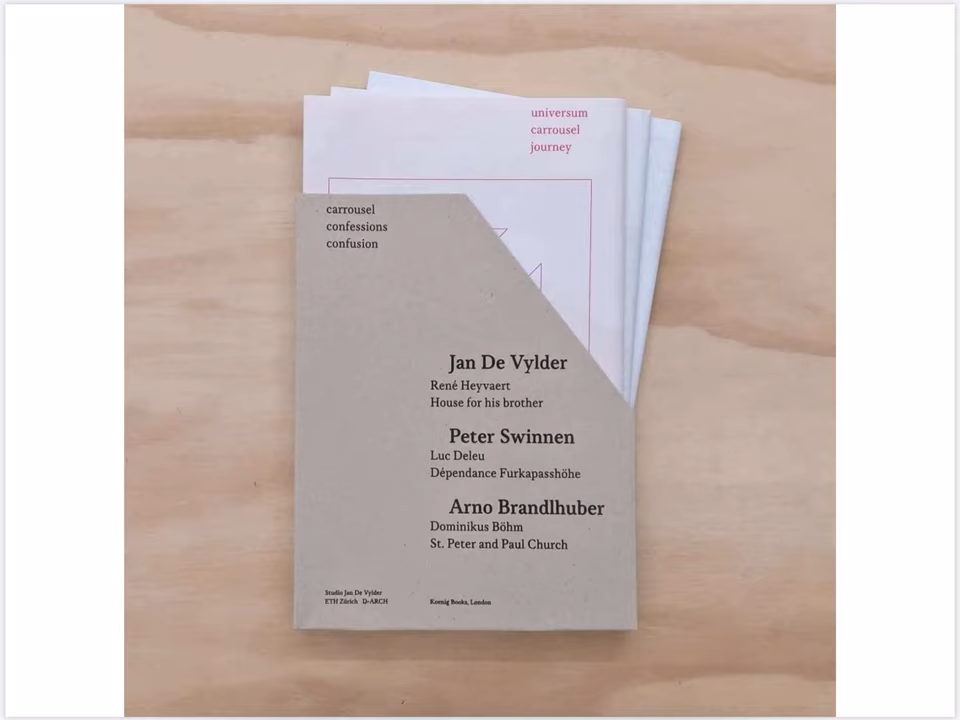 universum
carrousel
journey
carrousel
confessions
confusion
Jan De Vylder
René Heyvaert
House for his brother
Peter Swinnen
Luc Deleu
Dépendance Furkapasshöhe
Arno Brandlhuber
Dominikus Böhm
St. Peter and Paul Church
Studio Jan De Vylder
ETH Zürich D-ARCH
Koenig Books, London